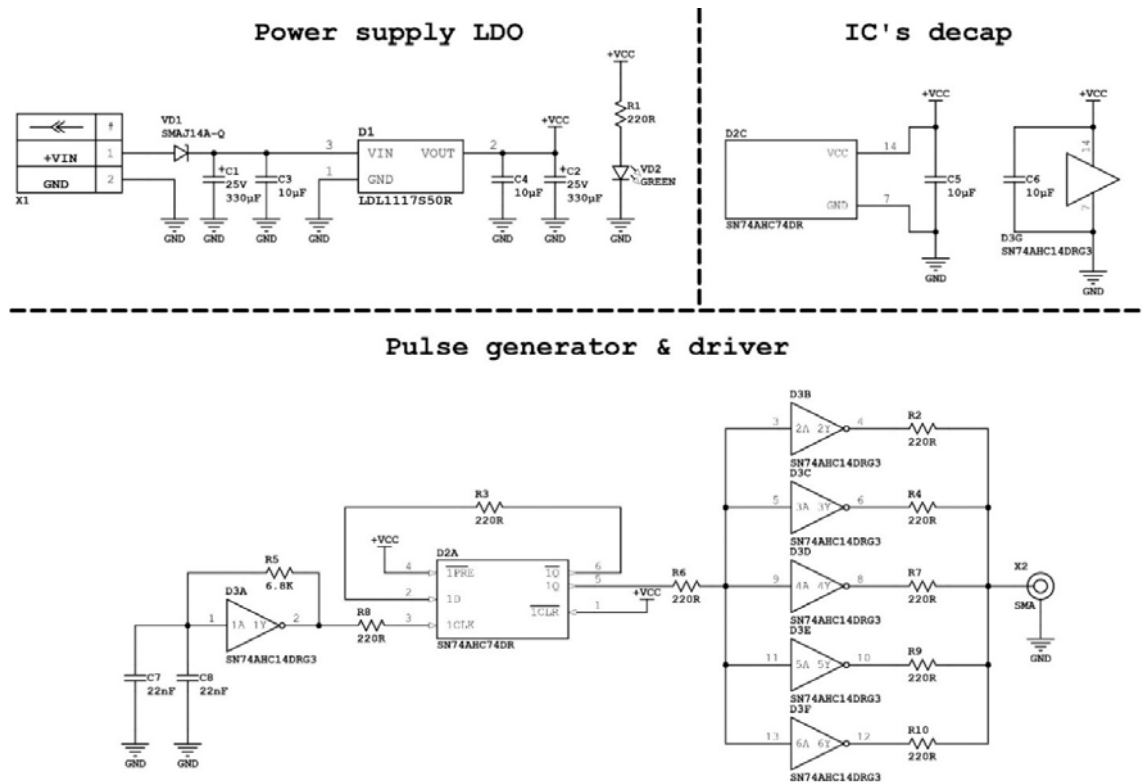 Power supply LDO
IC's decap
+VCC
R1
220R
VD2
GREEN
GND
+VIN
1
GND
2
X1
VD1
SMAJ14A-Q
GND
+
C1
25V
330µF
GND
C3
10µF
GND
D1
3
VIN VOUT
2
1
GND
LDL1117S50R
GND
C4
10µF
GND
+VCC
+
C2
25V
330µF
GND
D2C
VCC
14
GND
7
SN74AHC74DR
+VCC
C5
10µF
GND
+VCC
C6
10µF
14
7
D3G
SN74AHC14DRG3
GND
Pulse generator & driver
R5
6.8K
D3A
1
1A 1Y
2
SN74AHC14DRG3
C7
22nF
GND
C8
22nF
GND
R8
220R
R3
220R
+VCC
D2A
4
1PRE
1Q
6
1Q
5
2
1D
1CLR
1
3
1CLK
SN74AHC74DR
+VCC
R6
220R
D3B
3
2A 2Y
4
R2
220R
SN74AHC14DRG3
D3C
5
3A 3Y
6
R4
220R
SN74AHC14DRG3
D3D
9
4A 4Y
8
R7
220R
SN74AHC14DRG3
D3E
11
5A 5Y
10
R9
220R
SN74AHC14DRG3
D3F
13
6A 6Y
12
R10
220R
SN74AHC14DRG3
X2
SMA
GND